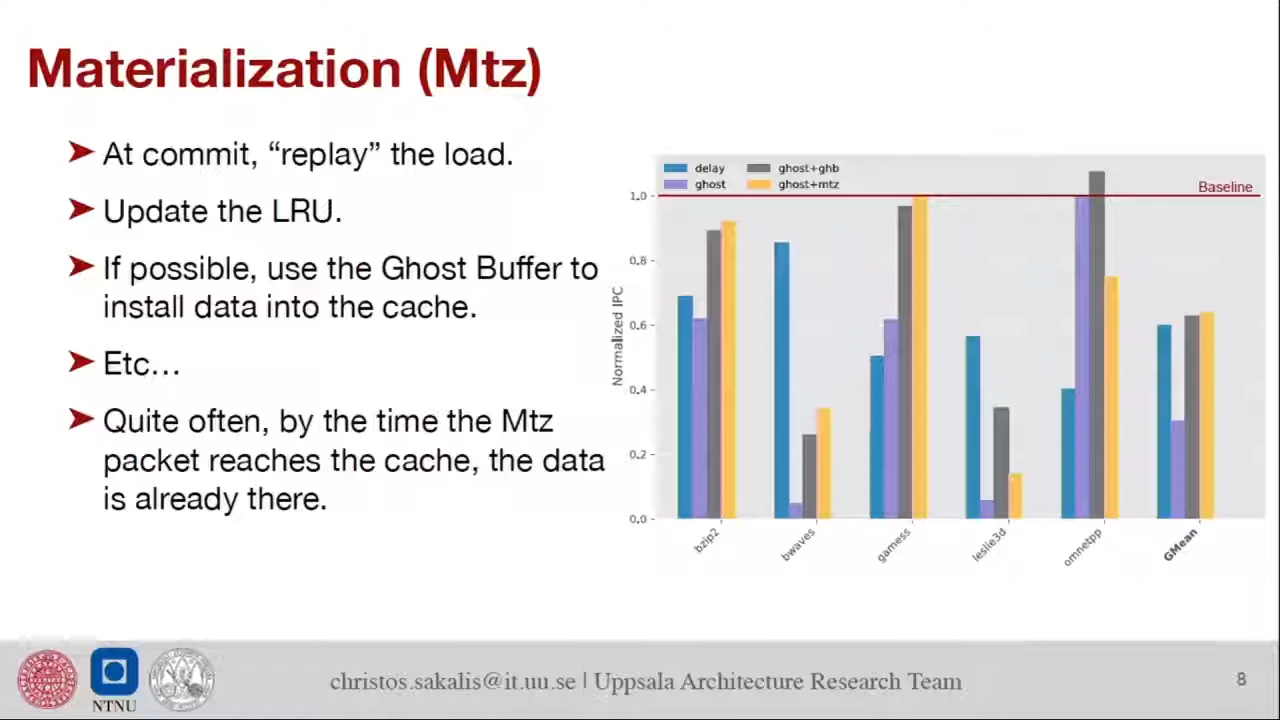 Materialization (Mtz)
➤ At commit, “replay” the load.
➤ Update the LRU.
➤ If possible, use the Ghost Buffer to
install data into the cache.
➤ Etc…
➤ Quite often, by the time the Mtz
packet reaches the cache, the data
is already there.
delay
ghost
ghost+ghb
ghost+mtz
Baseline
Normalized IPC
1.0
0.8
0.6
0.4
0.2
0.0
bzip2
bwaves
gamess
leslie3d
omnetpp
GMean
NTNU
christos.sakalis@it.uu.se | Uppsala Architecture Research Team
8